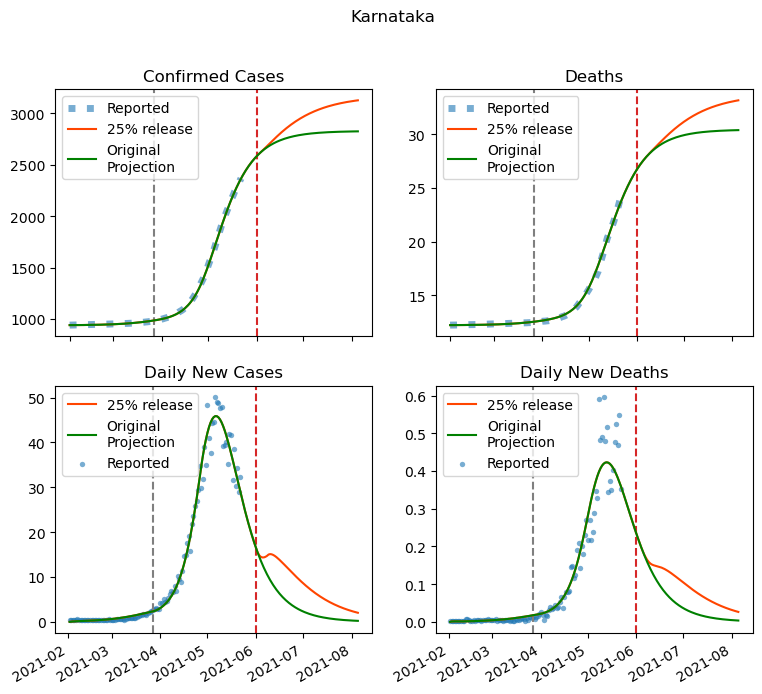 Karnataka
Confirmed Cases
Reported
25% release
Original
Projection
3000
2500
2000
1500
1000
Deaths
Reported
25% release
Original
Projection
30
25
20
15
Daily New Cases
25% release
Original
Projection
Reported
50
40
30
20
10
0
2021-02
2021-03
2021-04
2021-05
2021-06
2021-07
2021-08
Daily New Deaths
25% release
Original
Projection
Reported
0.6
0.5
0.4
0.3
0.2
0.1
0.0
2021-02
2021-03
2021-04
2021-05
2021-06
2021-07
2021-08